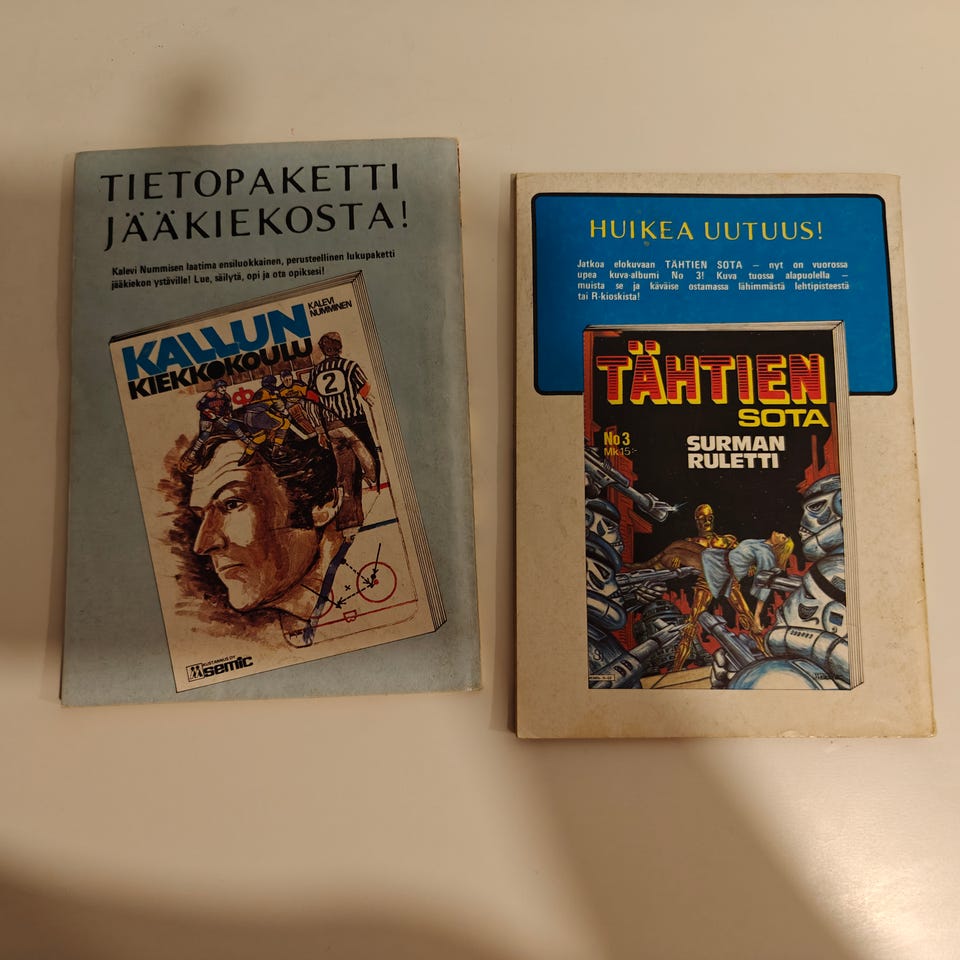 TIETOPAKETTI
JÄÄKIEKOSTA!
Kalevi Nummisen laatima ensiluokkainen, perusteellinen lukupaketti
jääkiekon ystäville! Lue, säilytä, opi ja ota opiksesi!
KALEVI
NUMMINEN
KALLUN
KIEKKOKOULU
2
KUSTANNUS OY
semic
HUIKEA UUTUUS!
Jatkoa elokuvaan TÄHTIEN SOTA – nyt on vuorossa
upea kuva-albumi No 3! Kuva tuossa alapuolella –
muista se ja käväise ostamassa lähimmästä lehtipisteestä
tai R-kioskista!
TÄHTIEN
SOTA
No 3
Mk 15:-
SURMAN
RULETTI